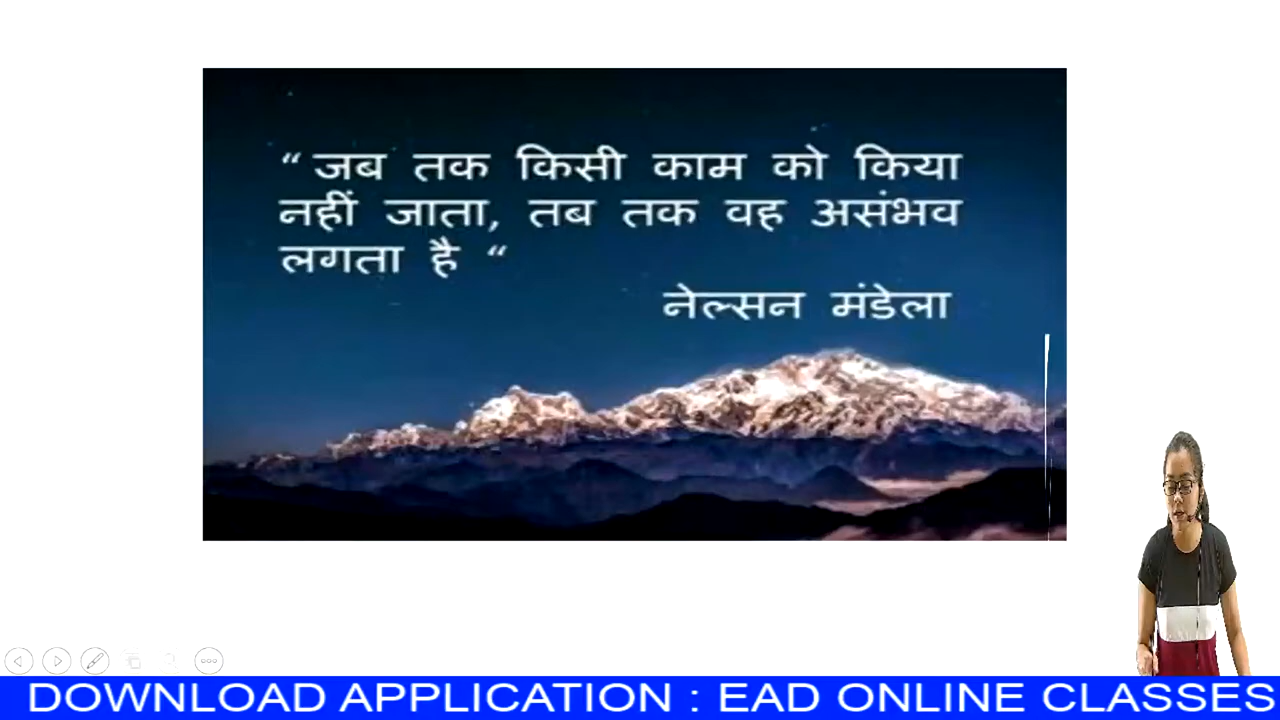 “ जब तक किसी काम को किया
नहीं जाता, तब तक वह असंभव
लगता है “
नेल्सन मंडेला
DOWNLOAD APPLICATION : EAD ONLINE CLASSES